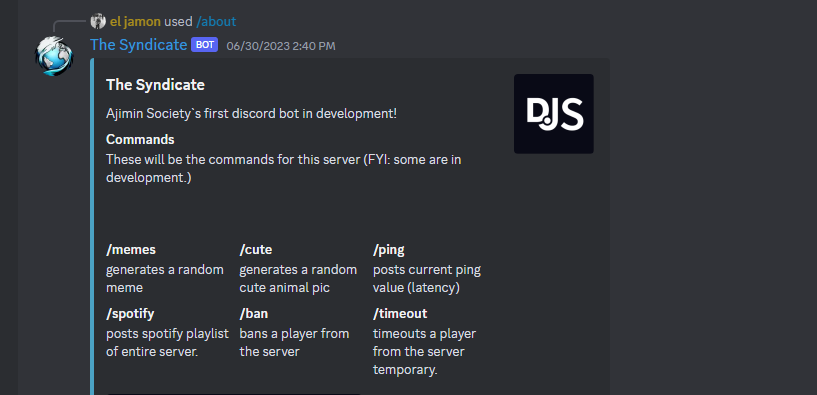 el jamon used /about
The Syndicate BOT 06/30/2023 2:40 PM
The Syndicate
DJS
Ajimin Society`s first discord bot in development!
Commands
These will be the commands for this server (FYI: some are in
development.)
/memes
generates a random
meme
/cute
generates a random
cute animal pic
/ping
posts current ping
value (latency)
/spotify
posts spotify playlist
of entire server.
/ban
bans a player from
the server
/timeout
timeouts a player
from the server
temporary.